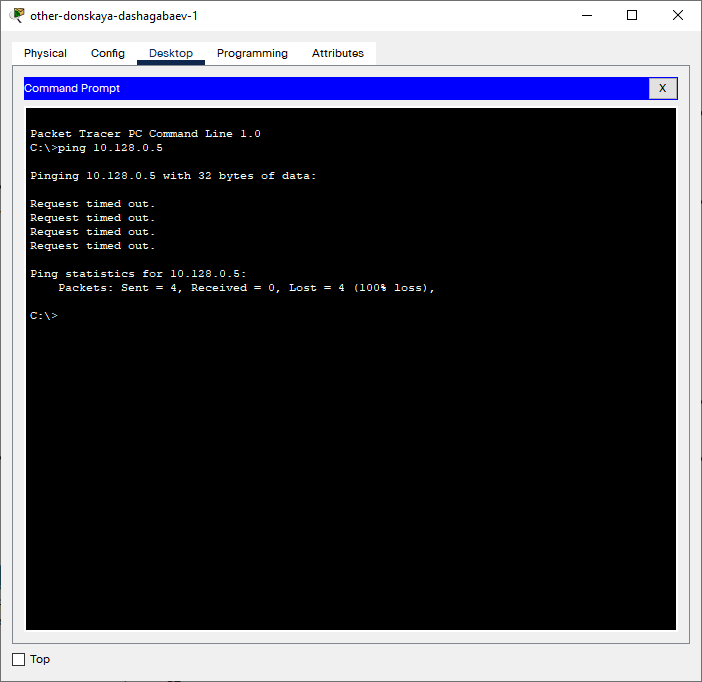 other-donskaya-dashagabaev-1
Physical Config Desktop Programming Attributes
Command Prompt X
Packet Tracer PC Command Line 1.0
C:\>ping 10.128.0.5
Pinging 10.128.0.5 with 32 bytes of data:
Request timed out.
Request timed out.
Request timed out.
Request timed out.
Ping statistics for 10.128.0.5:
Packets: Sent = 4, Received = 0, Lost = 4 (100% loss),
C:\>
Top